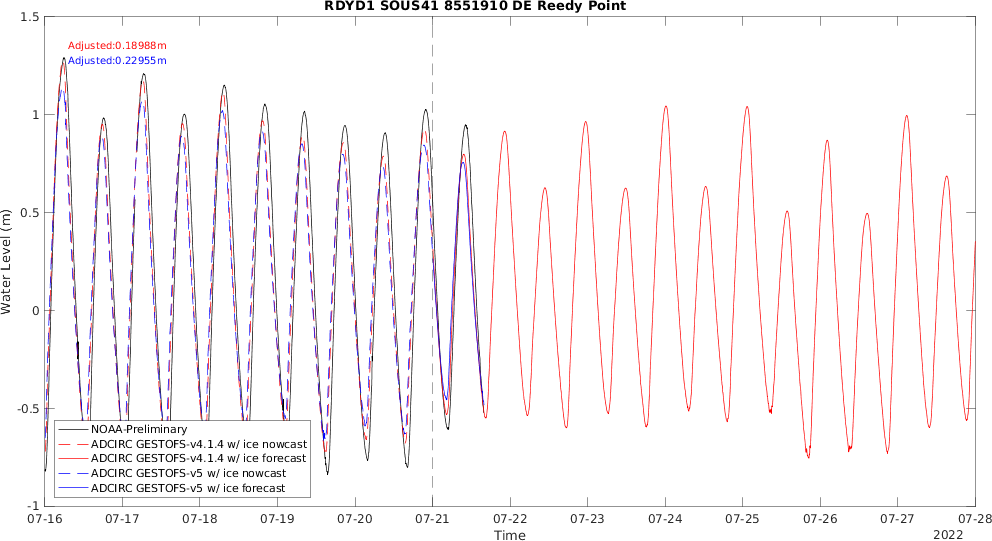 RDYD1 SOUS41 8551910 DE Reedy Point
1.5
Adjusted:0.18988m
Adjusted:0.22955m
1
0.5
Water Level (m)
0
-0.5
NOAA-Preliminary
ADCIRC GESTOFS-v4.1.4 w/ ice nowcast
ADCIRC GESTOFS-v4.1.4 w/ ice forecast
ADCIRC GESTOFS-v5 w/ ice nowcast
ADCIRC GESTOFS-v5 w/ ice forecast
-1
07-16 07-17 07-18 07-19 07-20 07-21 07-22 07-23 07-24 07-25 07-26 07-27 07-28
Time
2022